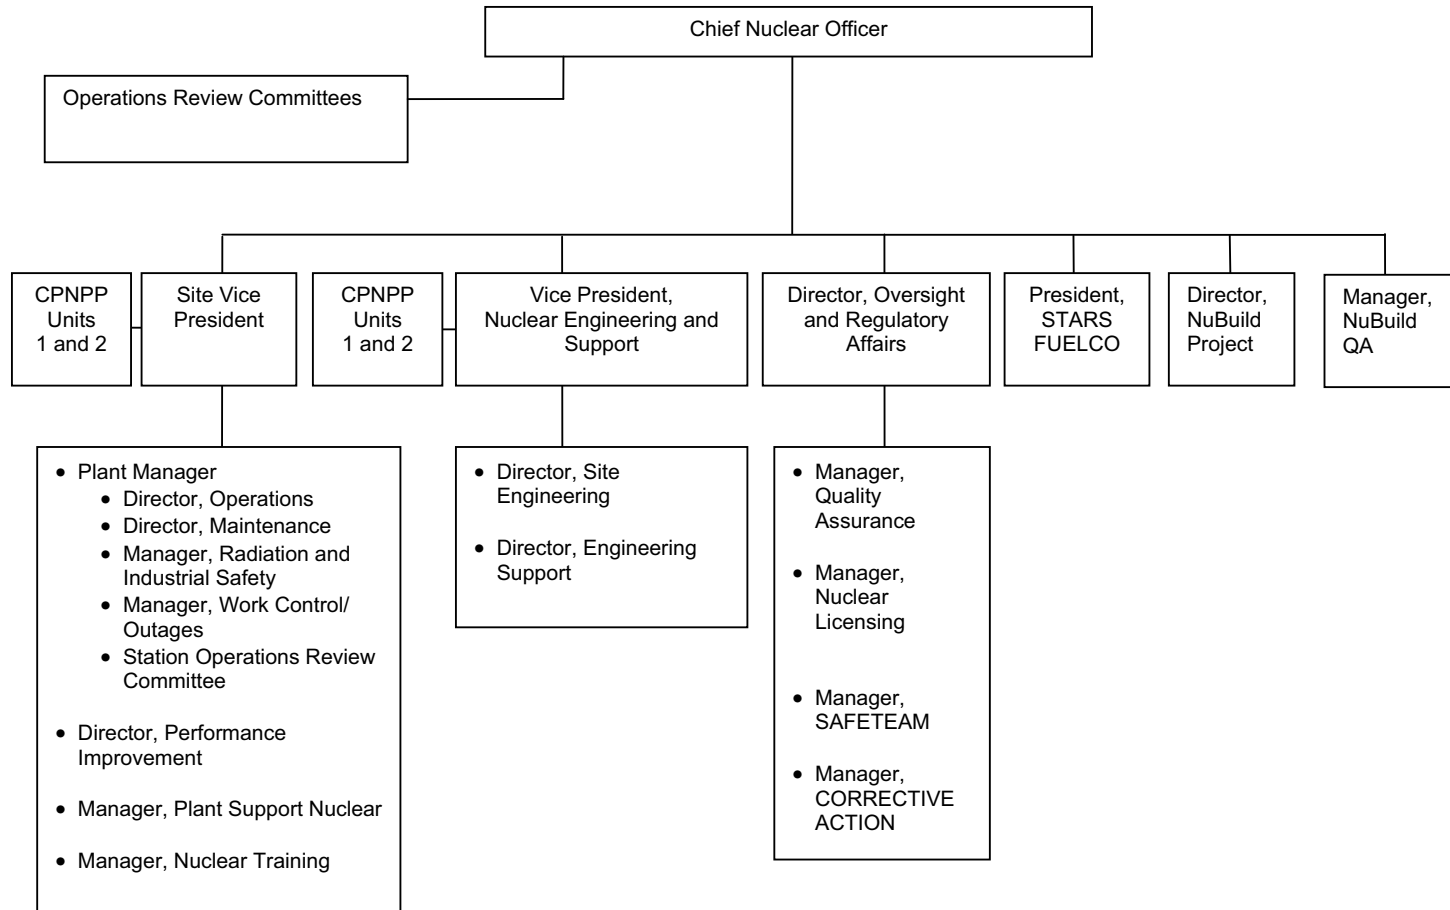 Chief Nuclear Officer
Operations Review Committees
CPNPP
Units
1 and 2
Site Vice
President
CPNPP
Units
1 and 2
Vice President,
Nuclear Engineering and
Support
Director, Oversight
and Regulatory
Affairs
President,
STARS
FUELCO
Director,
NuBuild
Project
Manager,
NuBuild
QA
• Plant Manager
• Director, Operations
• Director, Maintenance
• Manager, Radiation and
Industrial Safety
• Manager, Work Control/
Outages
• Station Operations Review
Committee
• Director, Performance
Improvement
• Manager, Plant Support Nuclear
• Manager, Nuclear Training
• Director, Site
Engineering
• Director, Engineering
Support
• Manager,
Quality
Assurance
• Manager,
Nuclear
Licensing
• Manager,
SAFETEAM
• Manager,
CORRECTIVE
ACTION